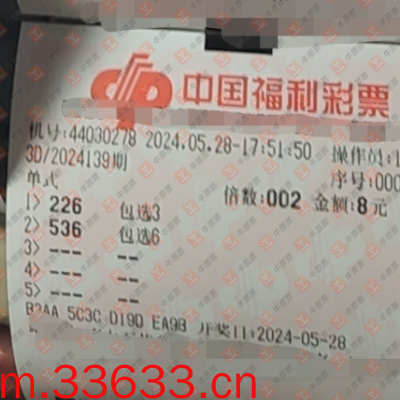 中国福利彩票
机号:44030278 2024.05.28-17:51:50 操作员:1
3D/2024139期 序号:000
单式 倍数:002 金额:8元
1> 226 包选3
2> 536 包选6
3> --- --
4> --- --
5> --- --
B2AA 5C3C D19D EA9B 开奖日:2024-05-28
m.33633.cn